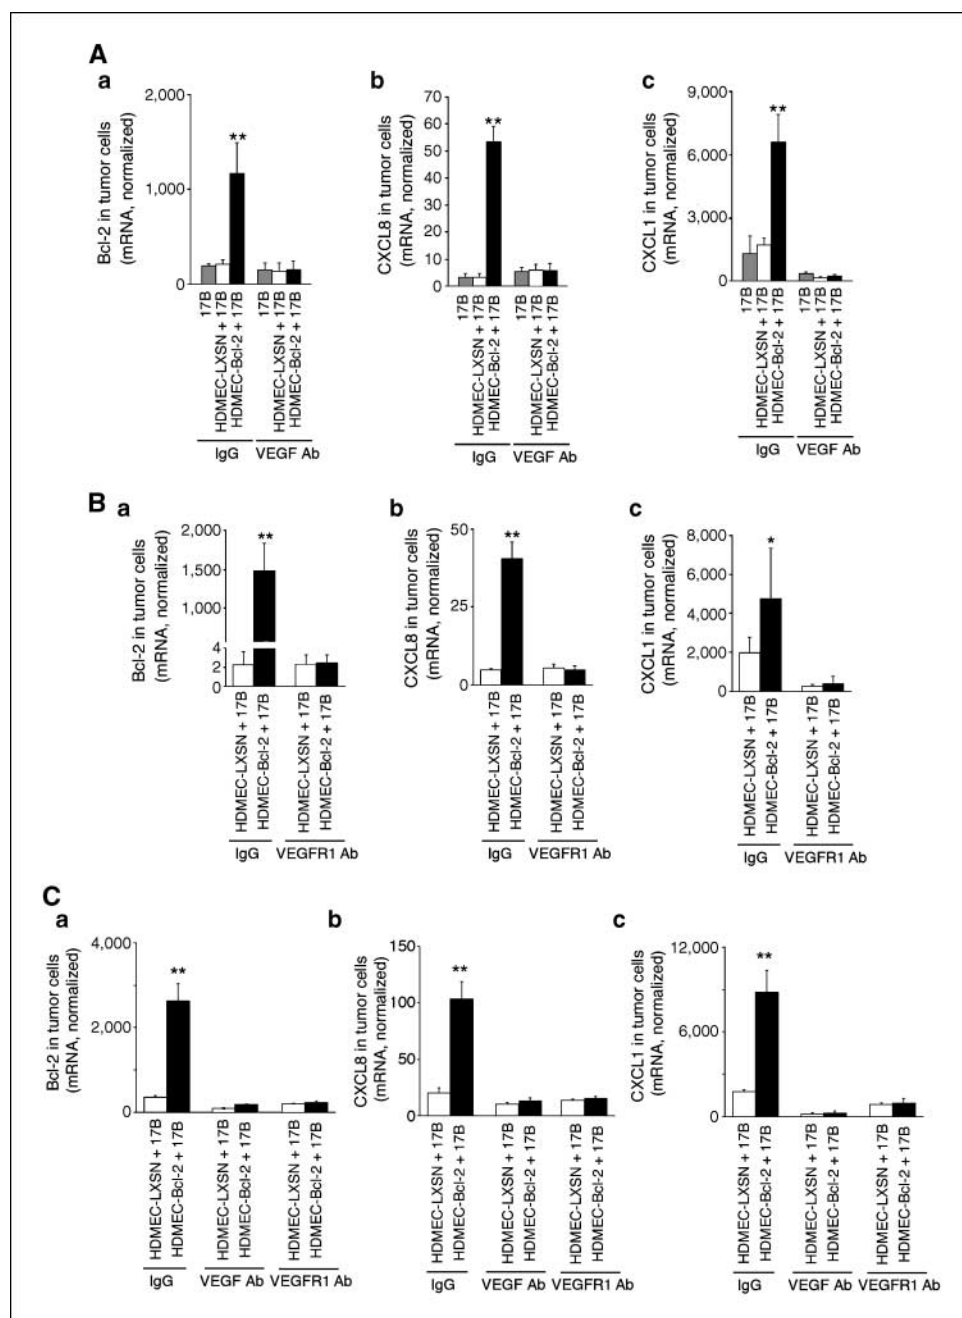 A
a
Bcl-2 in tumor cells
(mRNA, normalized)
2,000
1,000
0
**
17B
HDMEC-LXSN + 17B
HDMEC-Bcl-2 + 17B
17B
HDMEC-LXSN + 17B
HDMEC-Bcl-2 + 17B
IgG
VEGF Ab
b
CXCL8 in tumor cells
(mRNA, normalized)
70
60
50
40
30
20
10
0
**
17B
HDMEC-LXSN + 17B
HDMEC-Bcl-2 + 17B
17B
HDMEC-LXSN + 17B
HDMEC-Bcl-2 + 17B
IgG
VEGF Ab
c
CXCL1 in tumor cells
(mRNA, normalized)
9,000
6,000
3,000
0
**
17B
HDMEC-LXSN + 17B
HDMEC-Bcl-2 + 17B
17B
HDMEC-LXSN + 17B
HDMEC-Bcl-2 + 17B
IgG
VEGF Ab
B
a
Bcl-2 in tumor cells
(mRNA, normalized)
2,000
1,500
1,000
4
2
0
**
HDMEC-LXSN + 17B
HDMEC-Bcl-2 + 17B
HDMEC-LXSN + 17B
HDMEC-Bcl-2 + 17B
IgG
VEGFR1 Ab
b
CXCL8 in tumor cells
(mRNA, normalized)
50
25
0
**
HDMEC-LXSN + 17B
HDMEC-Bcl-2 + 17B
HDMEC-LXSN + 17B
HDMEC-Bcl-2 + 17B
IgG
VEGFR1 Ab
c
CXCL1 in tumor cells
(mRNA, normalized)
8,000
6,000
4,000
2,000
0
*
HDMEC-LXSN + 17B
HDMEC-Bcl-2 + 17B
HDMEC-LXSN + 17B
HDMEC-Bcl-2 + 17B
IgG
VEGFR1 Ab
C
a
Bcl-2 in tumor cells
(mRNA, normalized)
4,000
2,000
0
**
HDMEC-LXSN + 17B
HDMEC-Bcl-2 + 17B
HDMEC-LXSN + 17B
HDMEC-Bcl-2 + 17B
HDMEC-LXSN + 17B
HDMEC-Bcl-2 + 17B
IgG
VEGF Ab
VEGFR1 Ab
b
CXCL8 in tumor cells
(mRNA, normalized)
150
100
50
0
**
HDMEC-LXSN + 17B
HDMEC-Bcl-2 + 17B
HDMEC-LXSN + 17B
HDMEC-Bcl-2 + 17B
HDMEC-LXSN + 17B
HDMEC-Bcl-2 + 17B
IgG
VEGF Ab
VEGFR1 Ab
c
CXCL1 in tumor cells
(mRNA, normalized)
12,000
6,000
0
**
HDMEC-LXSN + 17B
HDMEC-Bcl-2 + 17B
HDMEC-LXSN + 17B
HDMEC-Bcl-2 + 17B
HDMEC-LXSN + 17B
HDMEC-Bcl-2 + 17B
IgG
VEGF Ab
VEGFR1 Ab